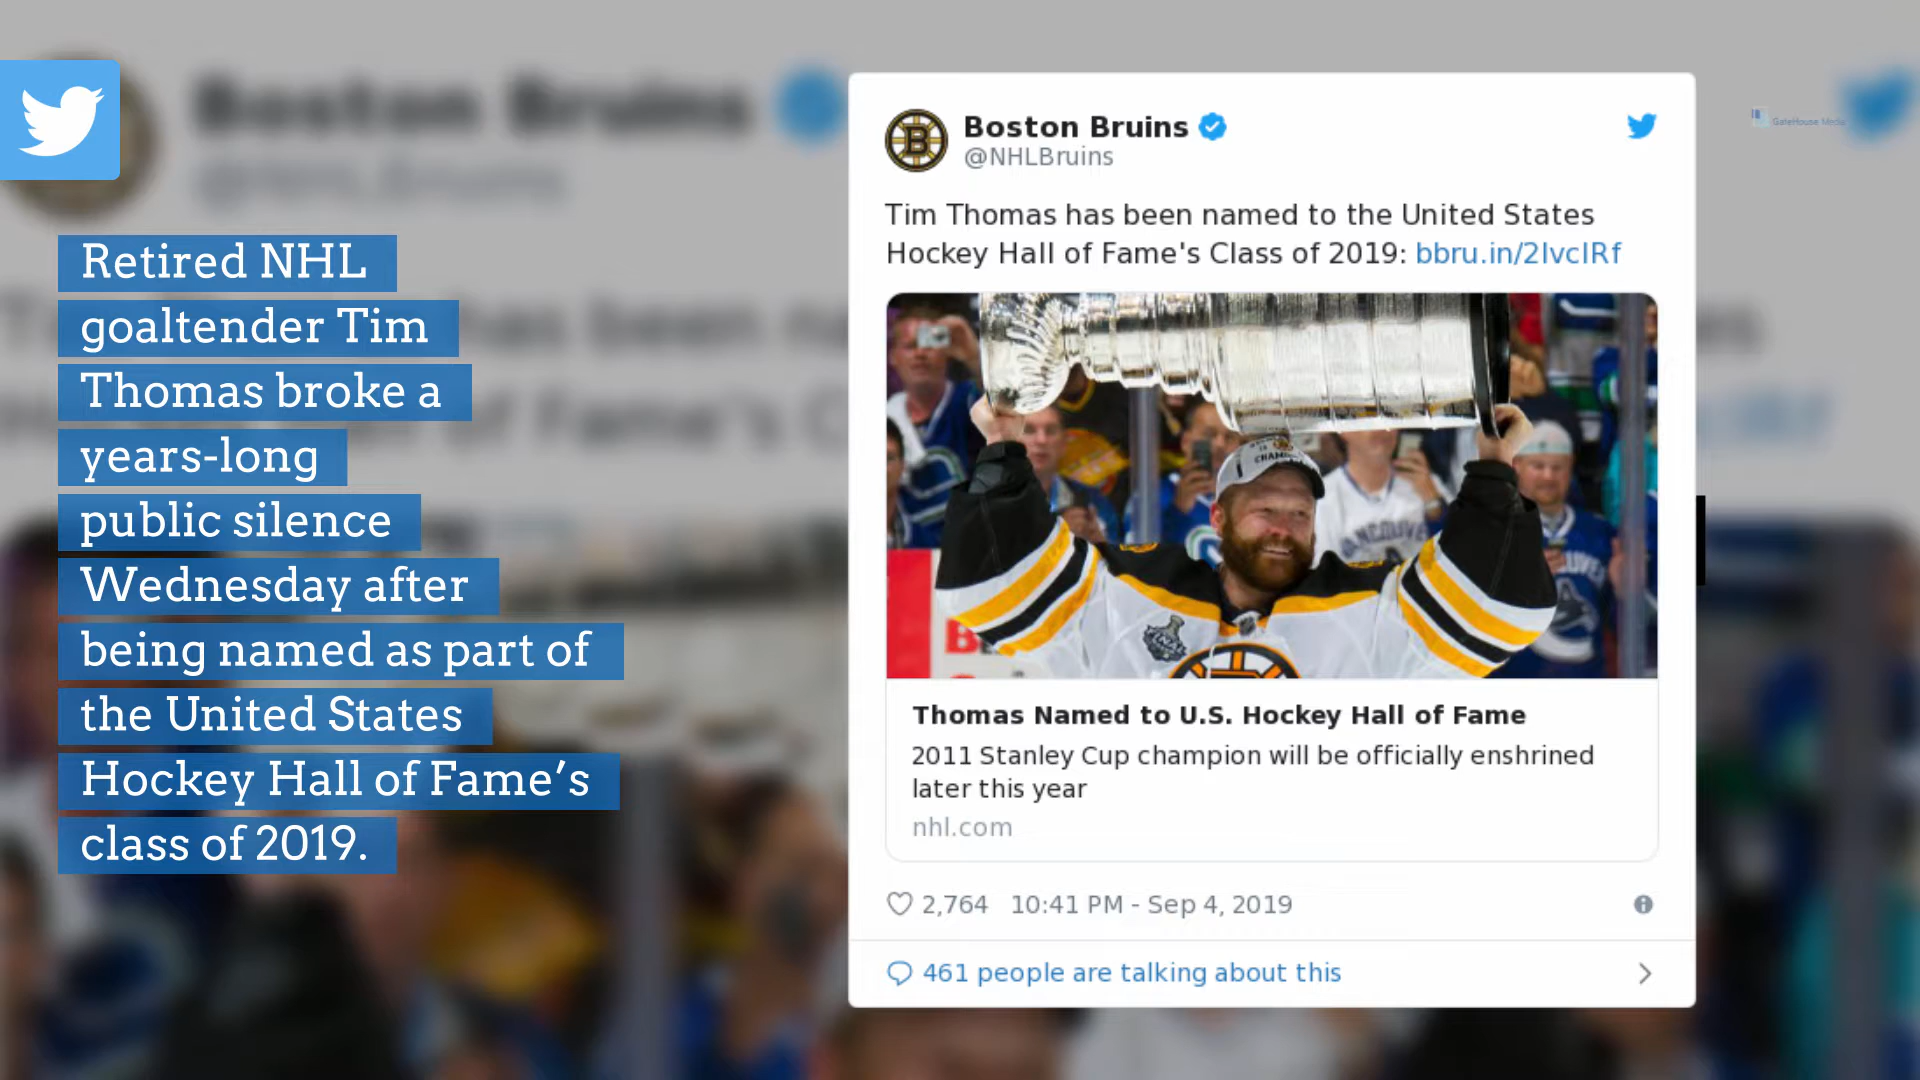 Retired NHL
goaltender Tim
Thomas broke a
years-long
public silence
Wednesday after
being named as part of
the United States
Hockey Hall of Fame’s
class of 2019.
Boston Bruins
@NHLBruins
Tim Thomas has been named to the United States
Hockey Hall of Fame's Class of 2019: bbru.in/2lvclRf
Thomas Named to U.S. Hockey Hall of Fame
2011 Stanley Cup champion will be officially enshrined
later this year
nhl.com
2,764 10:41 PM - Sep 4, 2019
461 people are talking about this
GateHouse Media